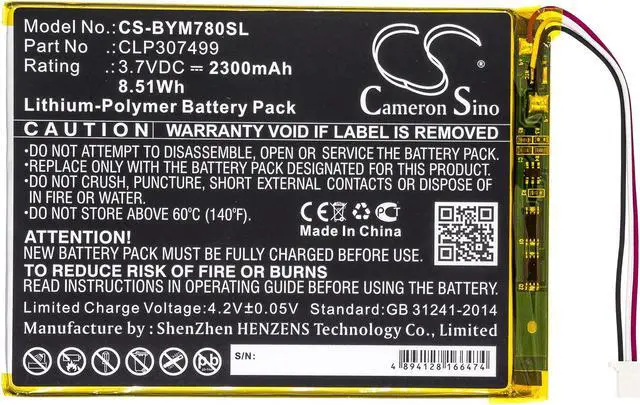 Model No.: CS-BYM780SL
Part No : CLP307499
Rating : 3.7VDC ⎓ 2300mAh
8.51Wh
Lithium-Polymer Battery Pack
Cameron Sino
CAUTION WARRANTY VOID IF LABEL IS REMOVED
•DO NOT ATTEMPT TO DISASSEMBLE, OPEN OR SERVICE THE BATTERY PACK.
•REPLACE ONLY WITH THE BATTERY PACK DESIGNATED FOR THIS PRODUCT.
•DO NOT CRUSH, PUNCTURE, SHORT EXTERNAL CONTACTS OR DISPOSE OF
IN FIRE OR WATER.
•DO NOT STORE ABOVE 60°C (140°F).
Made In China
ATTENTION!
NEW BATTERY PACK MUST BE FULLY CHARGED BEFORE USE
TO REDUCE RISK OF FIRE OR INJURY.
READ INSTRUCTIONS IN OPERATING GUIDE BEFORE USING BATTERY.
Limited Charge Voltage:4.2V±0.05V Standard:GB 31241-2014
Manufacture by : ShenZhen HENZENS Technology Co., Limited
S/N:
4 894128 166474